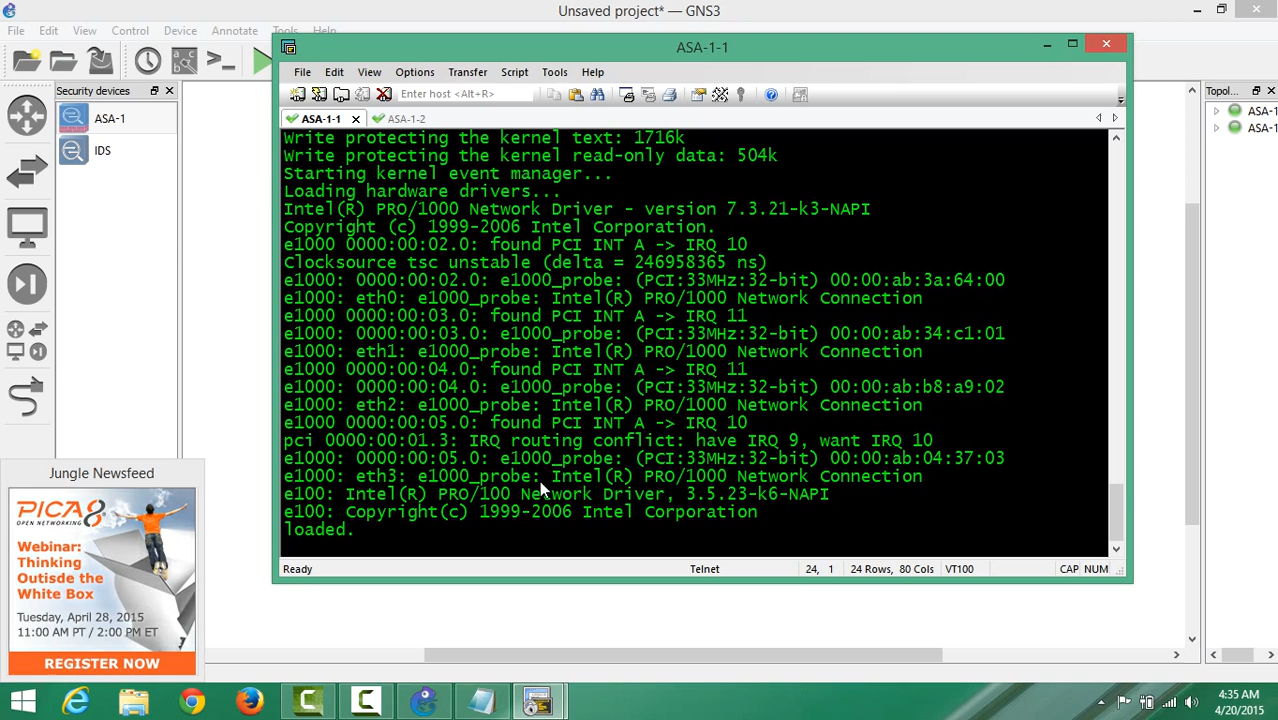 Unsaved project* — GNS3
File Edit View Control Device Annotate Tools Help
Security devices
ASA-1
IDS
Topol...
ASA-1
ASA-1
ASA-1-1
File Edit View Options Transfer Script Tools Help
Enter host <Alt+R>
ASA-1-1
ASA-1-2
Write protecting the kernel text: 1716k
Write protecting the kernel read-only data: 504k
Starting kernel event manager...
Loading hardware drivers...
Intel(R) PRO/1000 Network Driver - version 7.3.21-k3-NAPI
Copyright (c) 1999-2006 Intel Corporation.
e1000 0000:00:02.0: found PCI INT A -> IRQ 10
Clocksource tsc unstable (delta = 246958365 ns)
e1000: 0000:00:02.0: e1000_probe: (PCI:33MHz:32-bit) 00:00:ab:3a:64:00
e1000: eth0: e1000_probe: Intel(R) PRO/1000 Network Connection
e1000 0000:00:03.0: found PCI INT A -> IRQ 11
e1000: 0000:00:03.0: e1000_probe: (PCI:33MHz:32-bit) 00:00:ab:34:c1:01
e1000: eth1: e1000_probe: Intel(R) PRO/1000 Network Connection
e1000 0000:00:04.0: found PCI INT A -> IRQ 11
e1000: 0000:00:04.0: e1000_probe: (PCI:33MHz:32-bit) 00:00:ab:b8:a9:02
e1000: eth2: e1000_probe: Intel(R) PRO/1000 Network Connection
e1000 0000:00:05.0: found PCI INT A -> IRQ 10
pci 0000:00:01.3: IRQ routing conflict: have IRQ 9, want IRQ 10
e1000: 0000:00:05.0: e1000_probe: (PCI:33MHz:32-bit) 00:00:ab:04:37:03
e1000: eth3: e1000_probe: Intel(R) PRO/1000 Network Connection
e100: Intel(R) PRO/100 Network Driver, 3.5.23-k6-NAPI
e100: Copyright(c) 1999-2006 Intel Corporation
loaded.
Ready Telnet 24, 1 24 Rows, 80 Cols VT100 CAP NUM
Jungle Newsfeed
PICA8
OPEN NETWORKING
Webinar:
Thinking
Outisde the
White Box
Tuesday, April 28, 2015
11:00 AM PT / 2:00 PM ET
REGISTER NOW
4:35 AM
4/20/2015